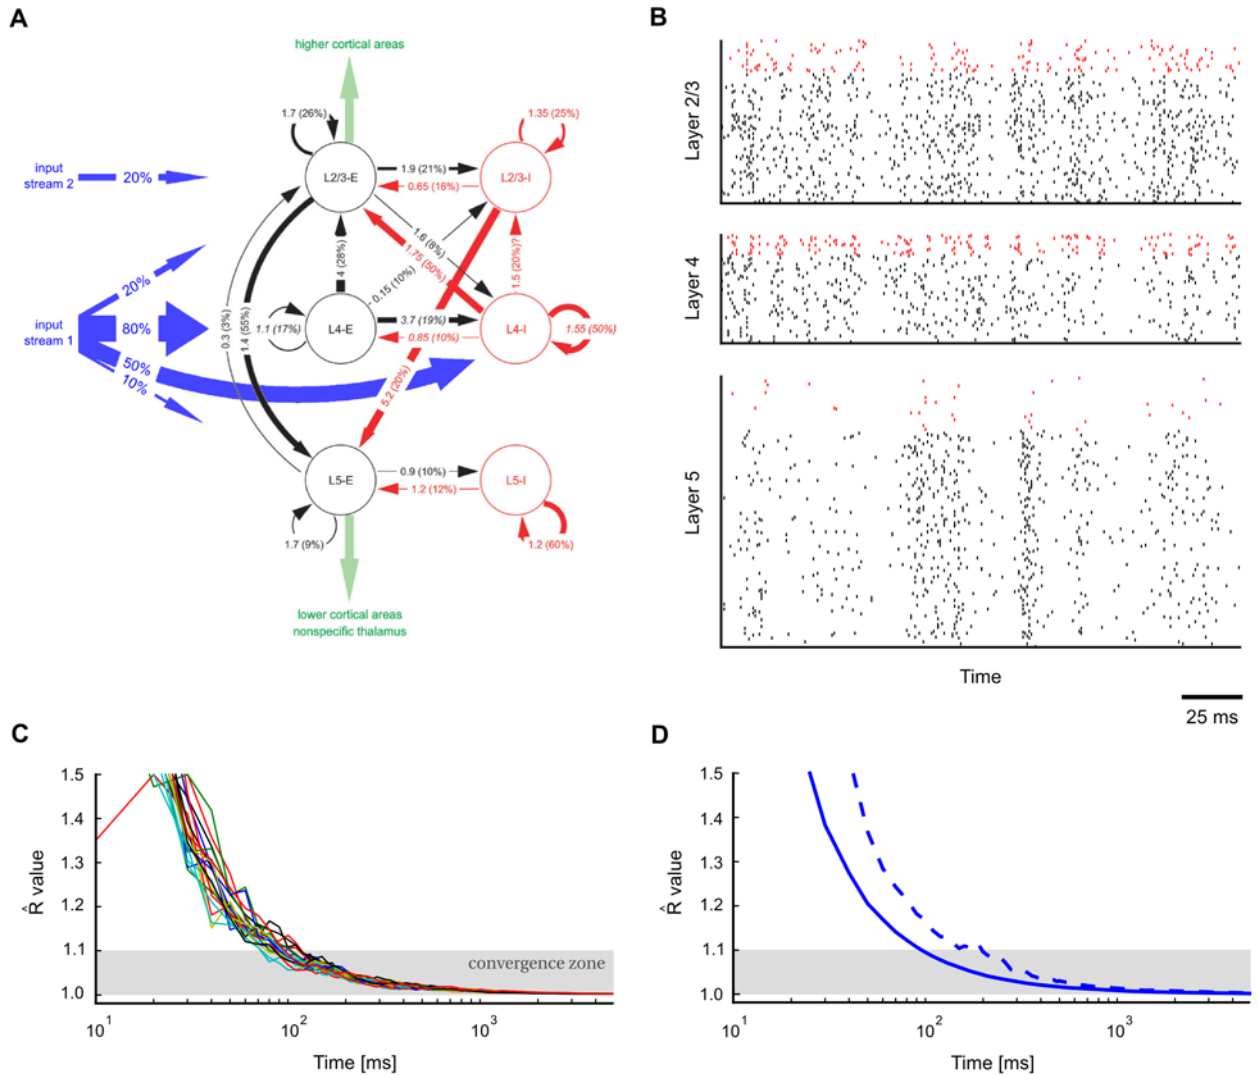 A
higher cortical areas
1.7 (26%)
1.35 (25%)
input
stream 2
20%
L2/3-E
1.9 (21%)
0.65 (16%)
L2/3-I
1.6 (8%)
1.75 (50%)
4 (28%)
0.15 (10%)
1.5 (20%)?
20%
input
stream 1
80%
50%
10%
0.3 (3%)
1.4 (55%)
1.1 (17%)
L4-E
3.7 (19%)
0.85 (10%)
L4-I
1.55 (50%)
5.2 (20%)
L5-E
0.9 (10%)
1.2 (12%)
L5-I
1.7 (9%)
1.2 (60%)
lower cortical areas
nonspecific thalamus
B
Layer 2/3
Layer 4
Layer 5
Time
25 ms
C
1.5
1.4
1.3
1.2
1.1
1.0
R̂ value
convergence zone
10¹
10²
10³
Time [ms]
D
1.5
1.4
1.3
1.2
1.1
1.0
R̂ value
10¹
10²
10³
Time [ms]